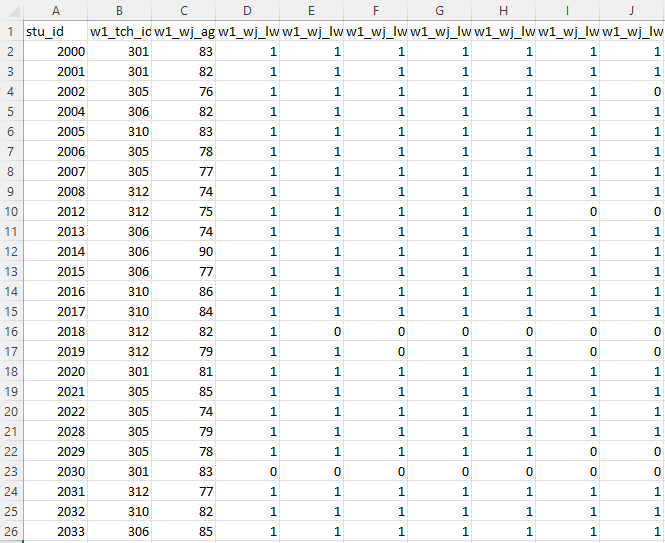 A B C D E F G H I J
1 stu_id w1_tch_id w1_wj_ag w1_wj_lw w1_wj_lw w1_wj_lw w1_wj_lw w1_wj_lw w1_wj_lw w1_wj_lw
2 2000 301 83 1 1 1 1 1 1 1
3 2001 301 82 1 1 1 1 1 1 1
4 2002 305 76 1 1 1 1 1 1 0
5 2004 306 82 1 1 1 1 1 1 1
6 2005 310 83 1 1 1 1 1 1 1
7 2006 305 78 1 1 1 1 1 1 1
8 2007 305 77 1 1 1 1 1 1 1
9 2008 312 74 1 1 1 1 1 1 1
10 2012 312 75 1 1 1 1 1 0 0
11 2013 306 74 1 1 1 1 1 1 1
12 2014 306 90 1 1 1 1 1 1 1
13 2015 306 77 1 1 1 1 1 1 1
14 2016 310 86 1 1 1 1 1 1 1
15 2017 310 84 1 1 1 1 1 1 1
16 2018 312 82 1 0 0 0 0 0 0
17 2019 312 79 1 1 0 1 1 0 0
18 2020 301 81 1 1 1 1 1 1 1
19 2021 305 85 1 1 1 1 1 1 1
20 2022 305 74 1 1 1 1 1 1 1
21 2028 305 79 1 1 1 1 1 1 1
22 2029 305 78 1 1 1 1 1 0 0
23 2030 301 83 0 0 0 0 0 0 0
24 2031 312 77 1 1 1 1 1 1 1
25 2032 310 82 1 1 1 1 1 1 1
26 2033 306 85 1 1 1 1 1 1 1